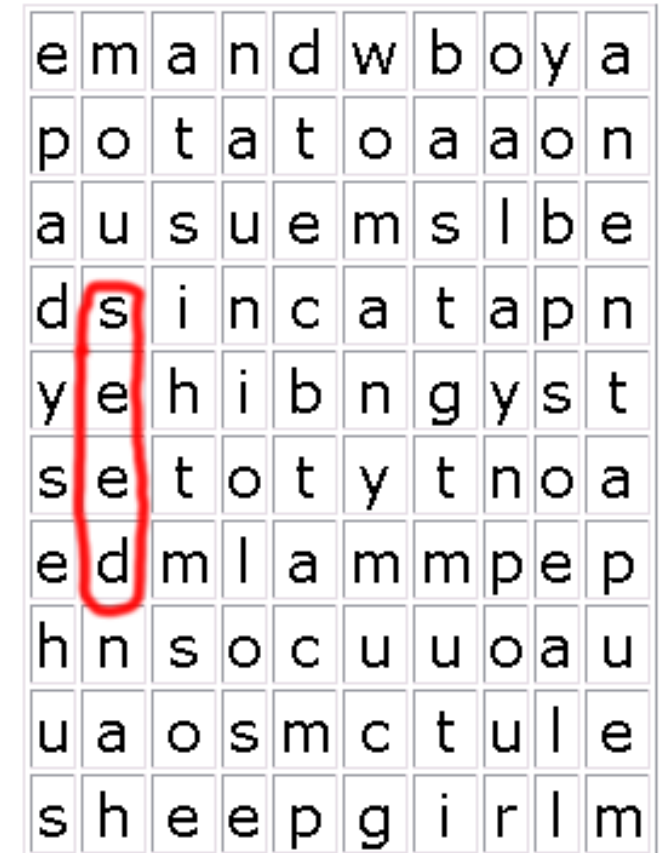 e m a n d w b o y a
p o t a t o a a o n
a u s u e m s l b e
d s i n c a t a p n
y e h i b n g y s t
s e t o t y t n o a
e d m l a m m p e p
h n s o c u u o a u
u a o s m c t u l e
s h e e p g i r l m